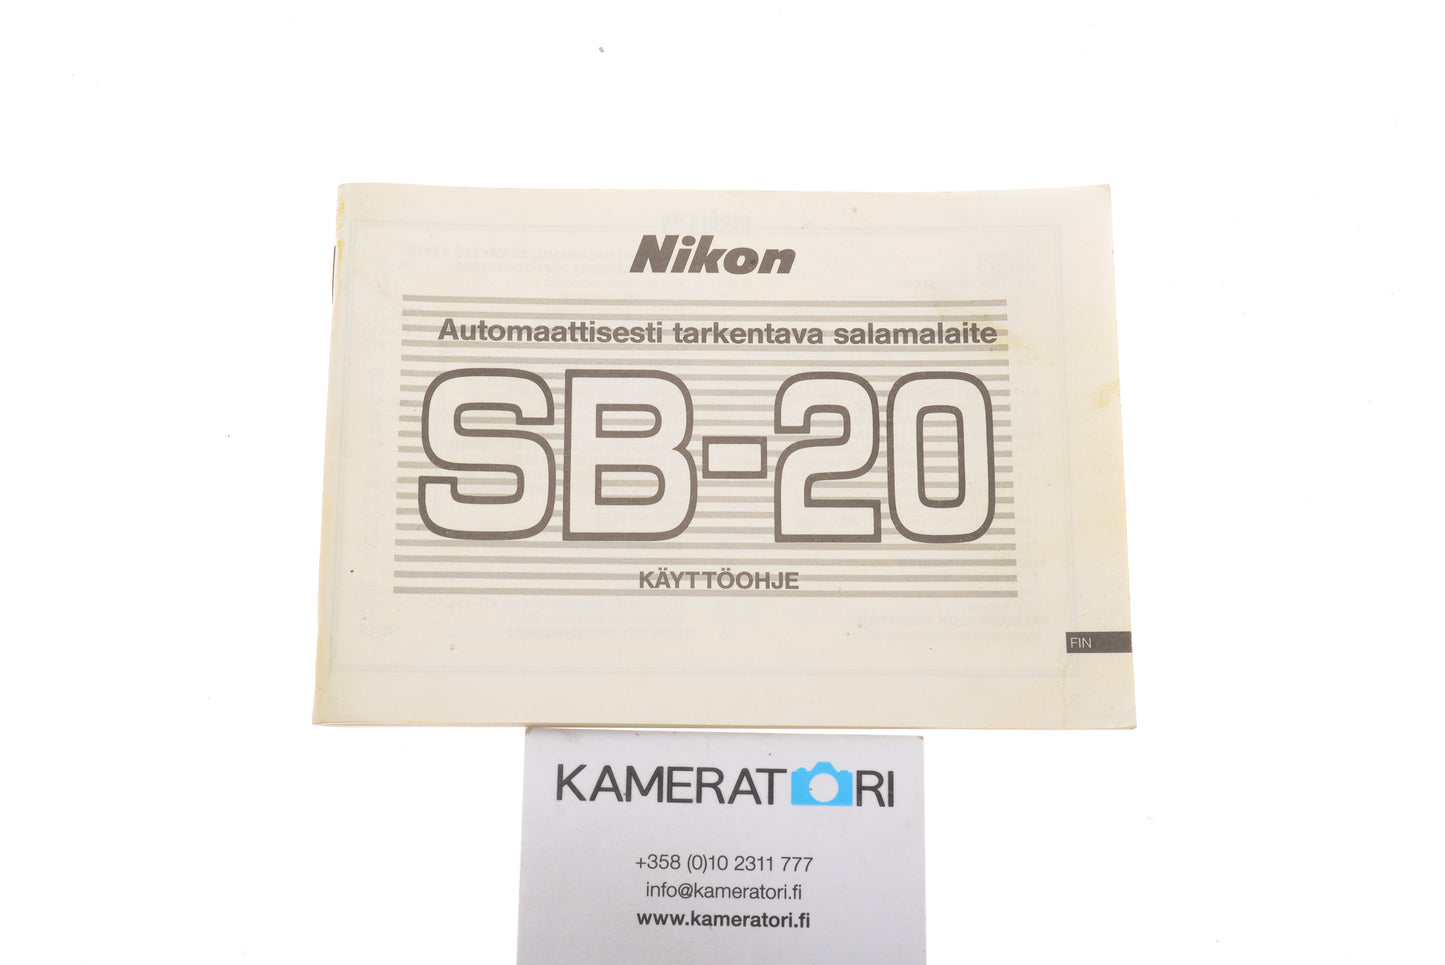 Nikon
Automaattisesti tarkentava salamalaite
SB-20
KÄYTTÖOHJE
FIN
KAMERATORI
+358 (0)10 2311 777
info@kameratori.fi
www.kameratori.fi